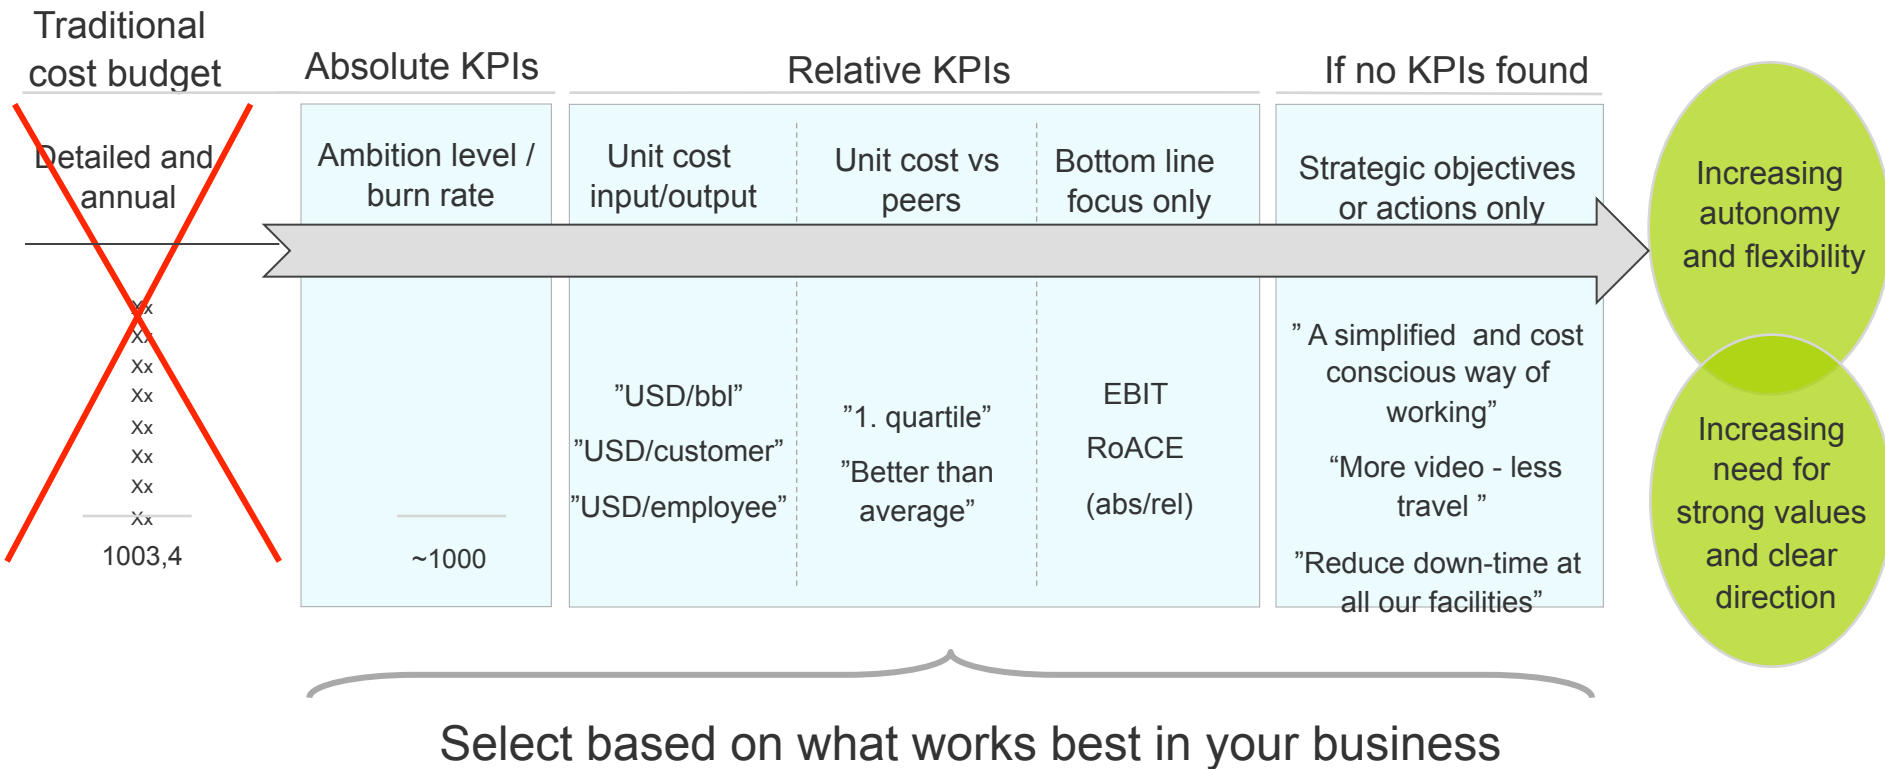 Traditional
cost budget
Detailed and
annual
Xx
Xx
Xx
Xx
Xx
Xx
Xx
Xx
1003,4
Absolute KPIs
Ambition level /
burn rate
~1000
Relative KPIs
Unit cost
input/output
”USD/bbl”
”USD/customer”
”USD/employee”
Unit cost vs
peers
”1. quartile”
”Better than
average”
Bottom line
focus only
EBIT
RoACE
(abs/rel)
If no KPIs found
Strategic objectives
or actions only
” A simplified and cost
conscious way of
working”
“More video - less
travel ”
”Reduce down-time at
all our facilities”
Increasing
autonomy
and flexibility
Increasing
need for
strong values
and clear
direction
Select based on what works best in your business